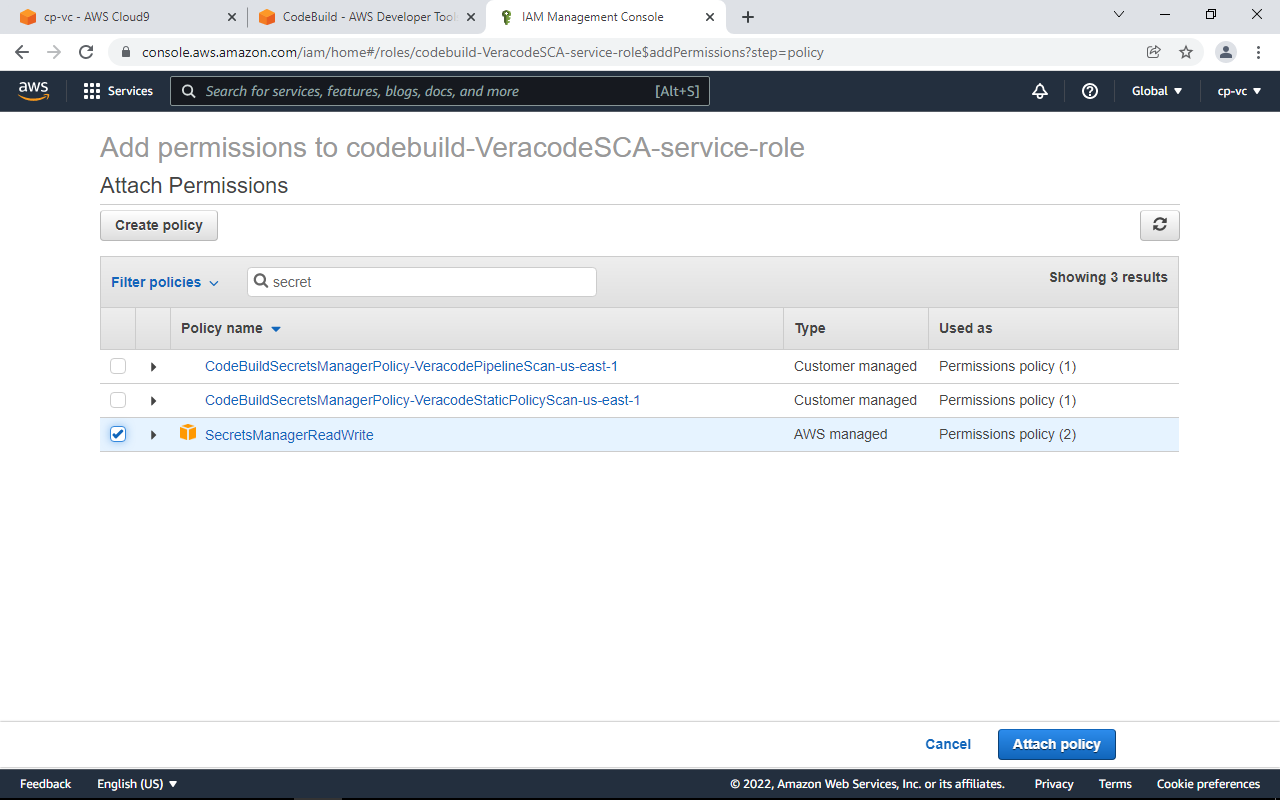 cp-vc - AWS Cloud9
CodeBuild - AWS Developer Tool
IAM Management Console
console.aws.amazon.com/iam/home#/roles/codebuild-VeracodeSCA-service-role$addPermissions?step=policy
aws
Services
Search for services, features, blogs, docs, and more
[Alt+S]
Global
cp-vc
Add permissions to codebuild-VeracodeSCA-service-role
Attach Permissions
Create policy
Filter policies
secret
Showing 3 results
Policy name Type Used as
CodeBuildSecretsManagerPolicy-VeracodePipelineScan-us-east-1 Customer managed Permissions policy (1)
CodeBuildSecretsManagerPolicy-VeracodeStaticPolicyScan-us-east-1 Customer managed Permissions policy (1)
SecretsManagerReadWrite AWS managed Permissions policy (2)
Cancel Attach policy
Feedback English (US) © 2022, Amazon Web Services, Inc. or its affiliates. Privacy Terms Cookie preferences